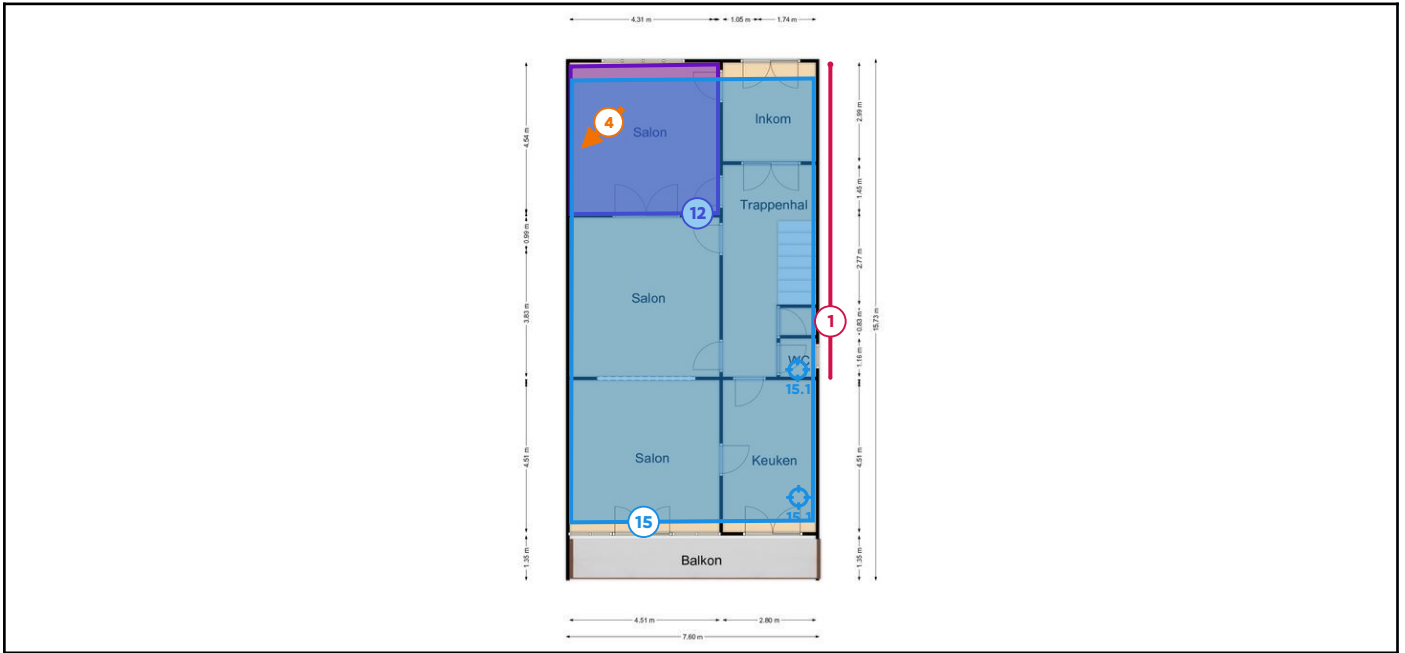 4.31 m
1.05 m
1.74 m
4.54 m
0.99 m
3.83 m
4.51 m
1.35 m
2.99 m
1.45 m
2.77 m
0.83 m
1.16 m
4.51 m
1.35 m
15.73 m
4
Salon
Inkom
12
Trappenhal
Salon
1
WC
15.1
Salon
Keuken
15.1
15
Balkon
4.51 m
2.80 m
7.60 m